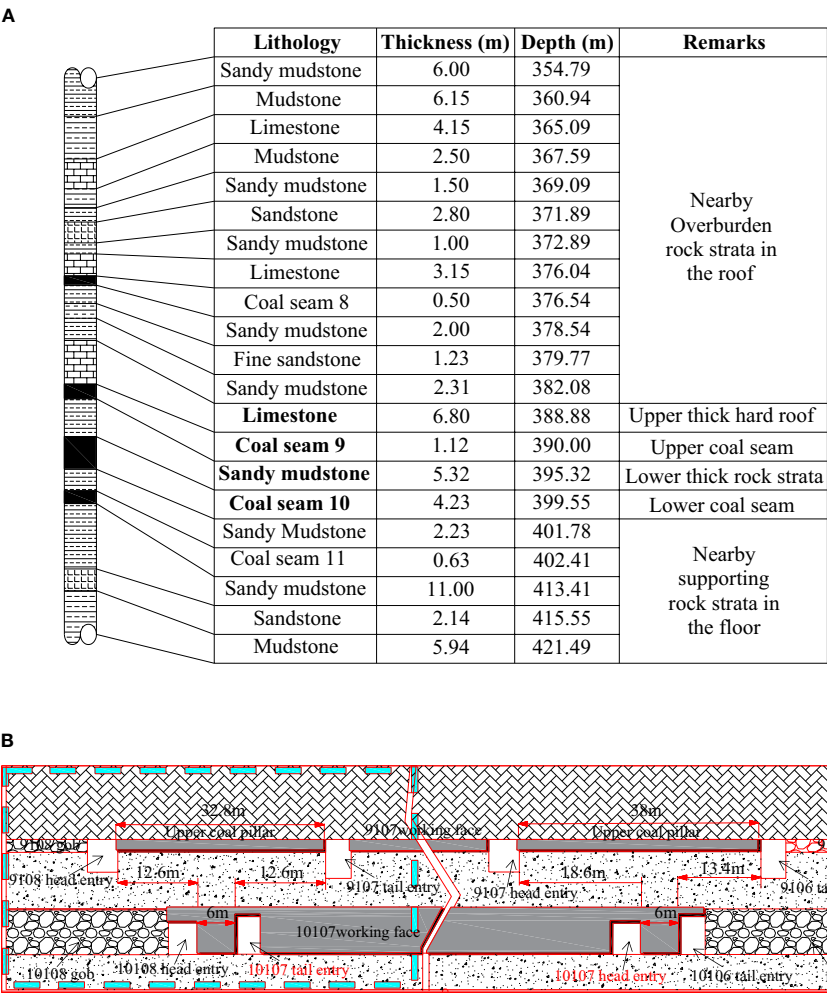 A
Lithology Thickness (m) Depth (m) Remarks
Sandy mudstone 6.00 354.79
Mudstone 6.15 360.94
Limestone 4.15 365.09
Mudstone 2.50 367.59
Sandy mudstone 1.50 369.09
Sandstone 2.80 371.89
Sandy mudstone 1.00 372.89
Limestone 3.15 376.04
Coal seam 8 0.50 376.54
Sandy mudstone 2.00 378.54
Fine sandstone 1.23 379.77
Sandy mudstone 2.31 382.08
Nearby
Overburden
rock strata in
the roof
Limestone 6.80 388.88 Upper thick hard roof
Coal seam 9 1.12 390.00 Upper coal seam
Sandy mudstone 5.32 395.32 Lower thick rock strata
Coal seam 10 4.23 399.55 Lower coal seam
Sandy Mudstone 2.23 401.78
Coal seam 11 0.63 402.41
Sandy mudstone 11.00 413.41
Sandstone 2.14 415.55
Mudstone 5.94 421.49
Nearby
supporting
rock strata in
the floor
B
32.8m 38m
9108 gob Upper coal pillar 9107working face Upper coal pillar 9
9108 head entry 12.6m 12.6m 9107 tail entry 9107 head entry 18.6m 13.4m 9106 ta
6m 10107working face 6m
10108 gob 10108 head entry 10107 tail entry 10107 head entry 10106 tail entry